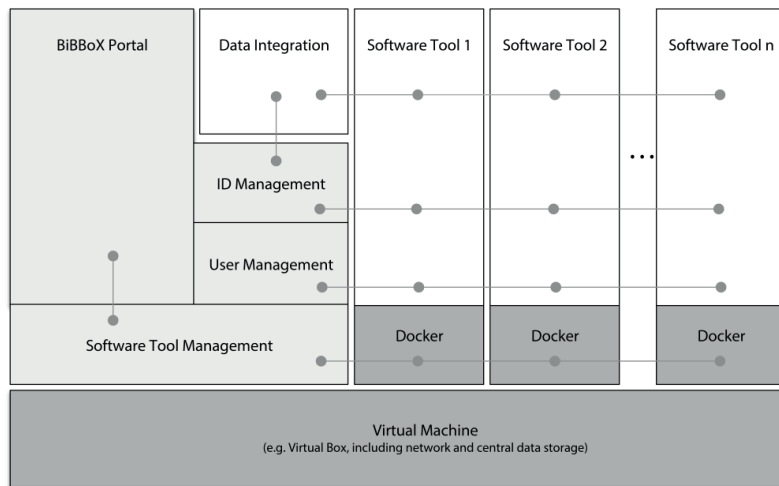 BiBBoX Portal
Data Integration
Software Tool 1
Software Tool 2
Software Tool n
...
ID Management
User Management
Software Tool Management
Docker
Docker
Docker
Virtual Machine
(e.g. Virtual Box, including network and central data storage)